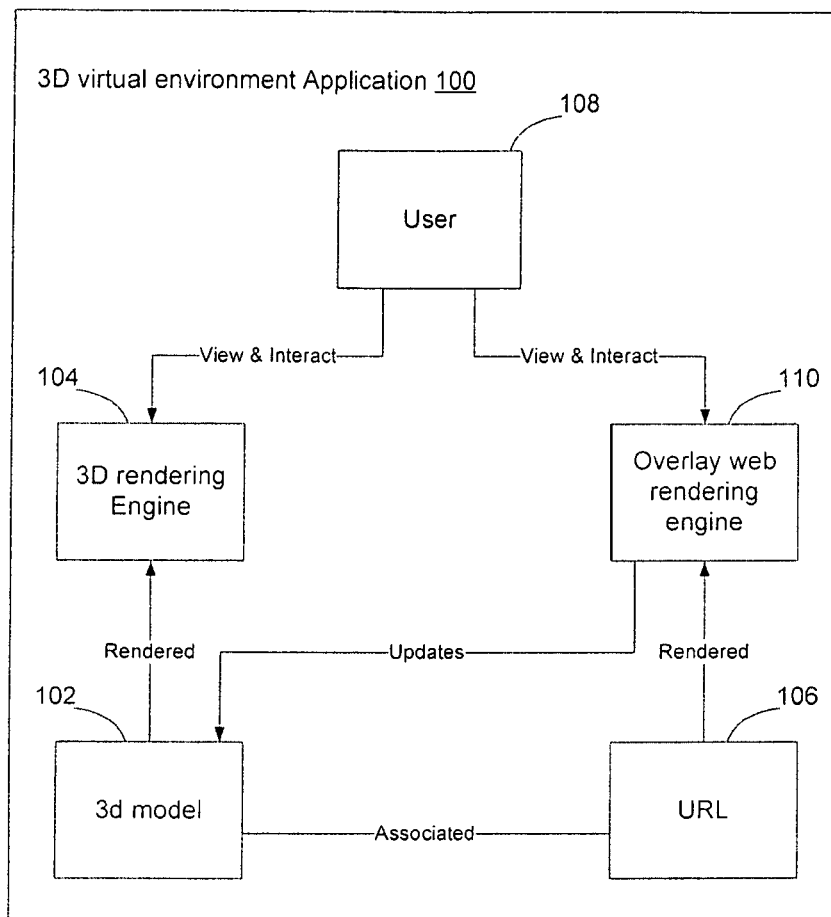 3D virtual environment Application 100
108
User
View & Interact
View & Interact
104
110
3D rendering
Engine
Overlay web
rendering
engine
Rendered
Updates
Rendered
102
106
3d model
Associated
URL